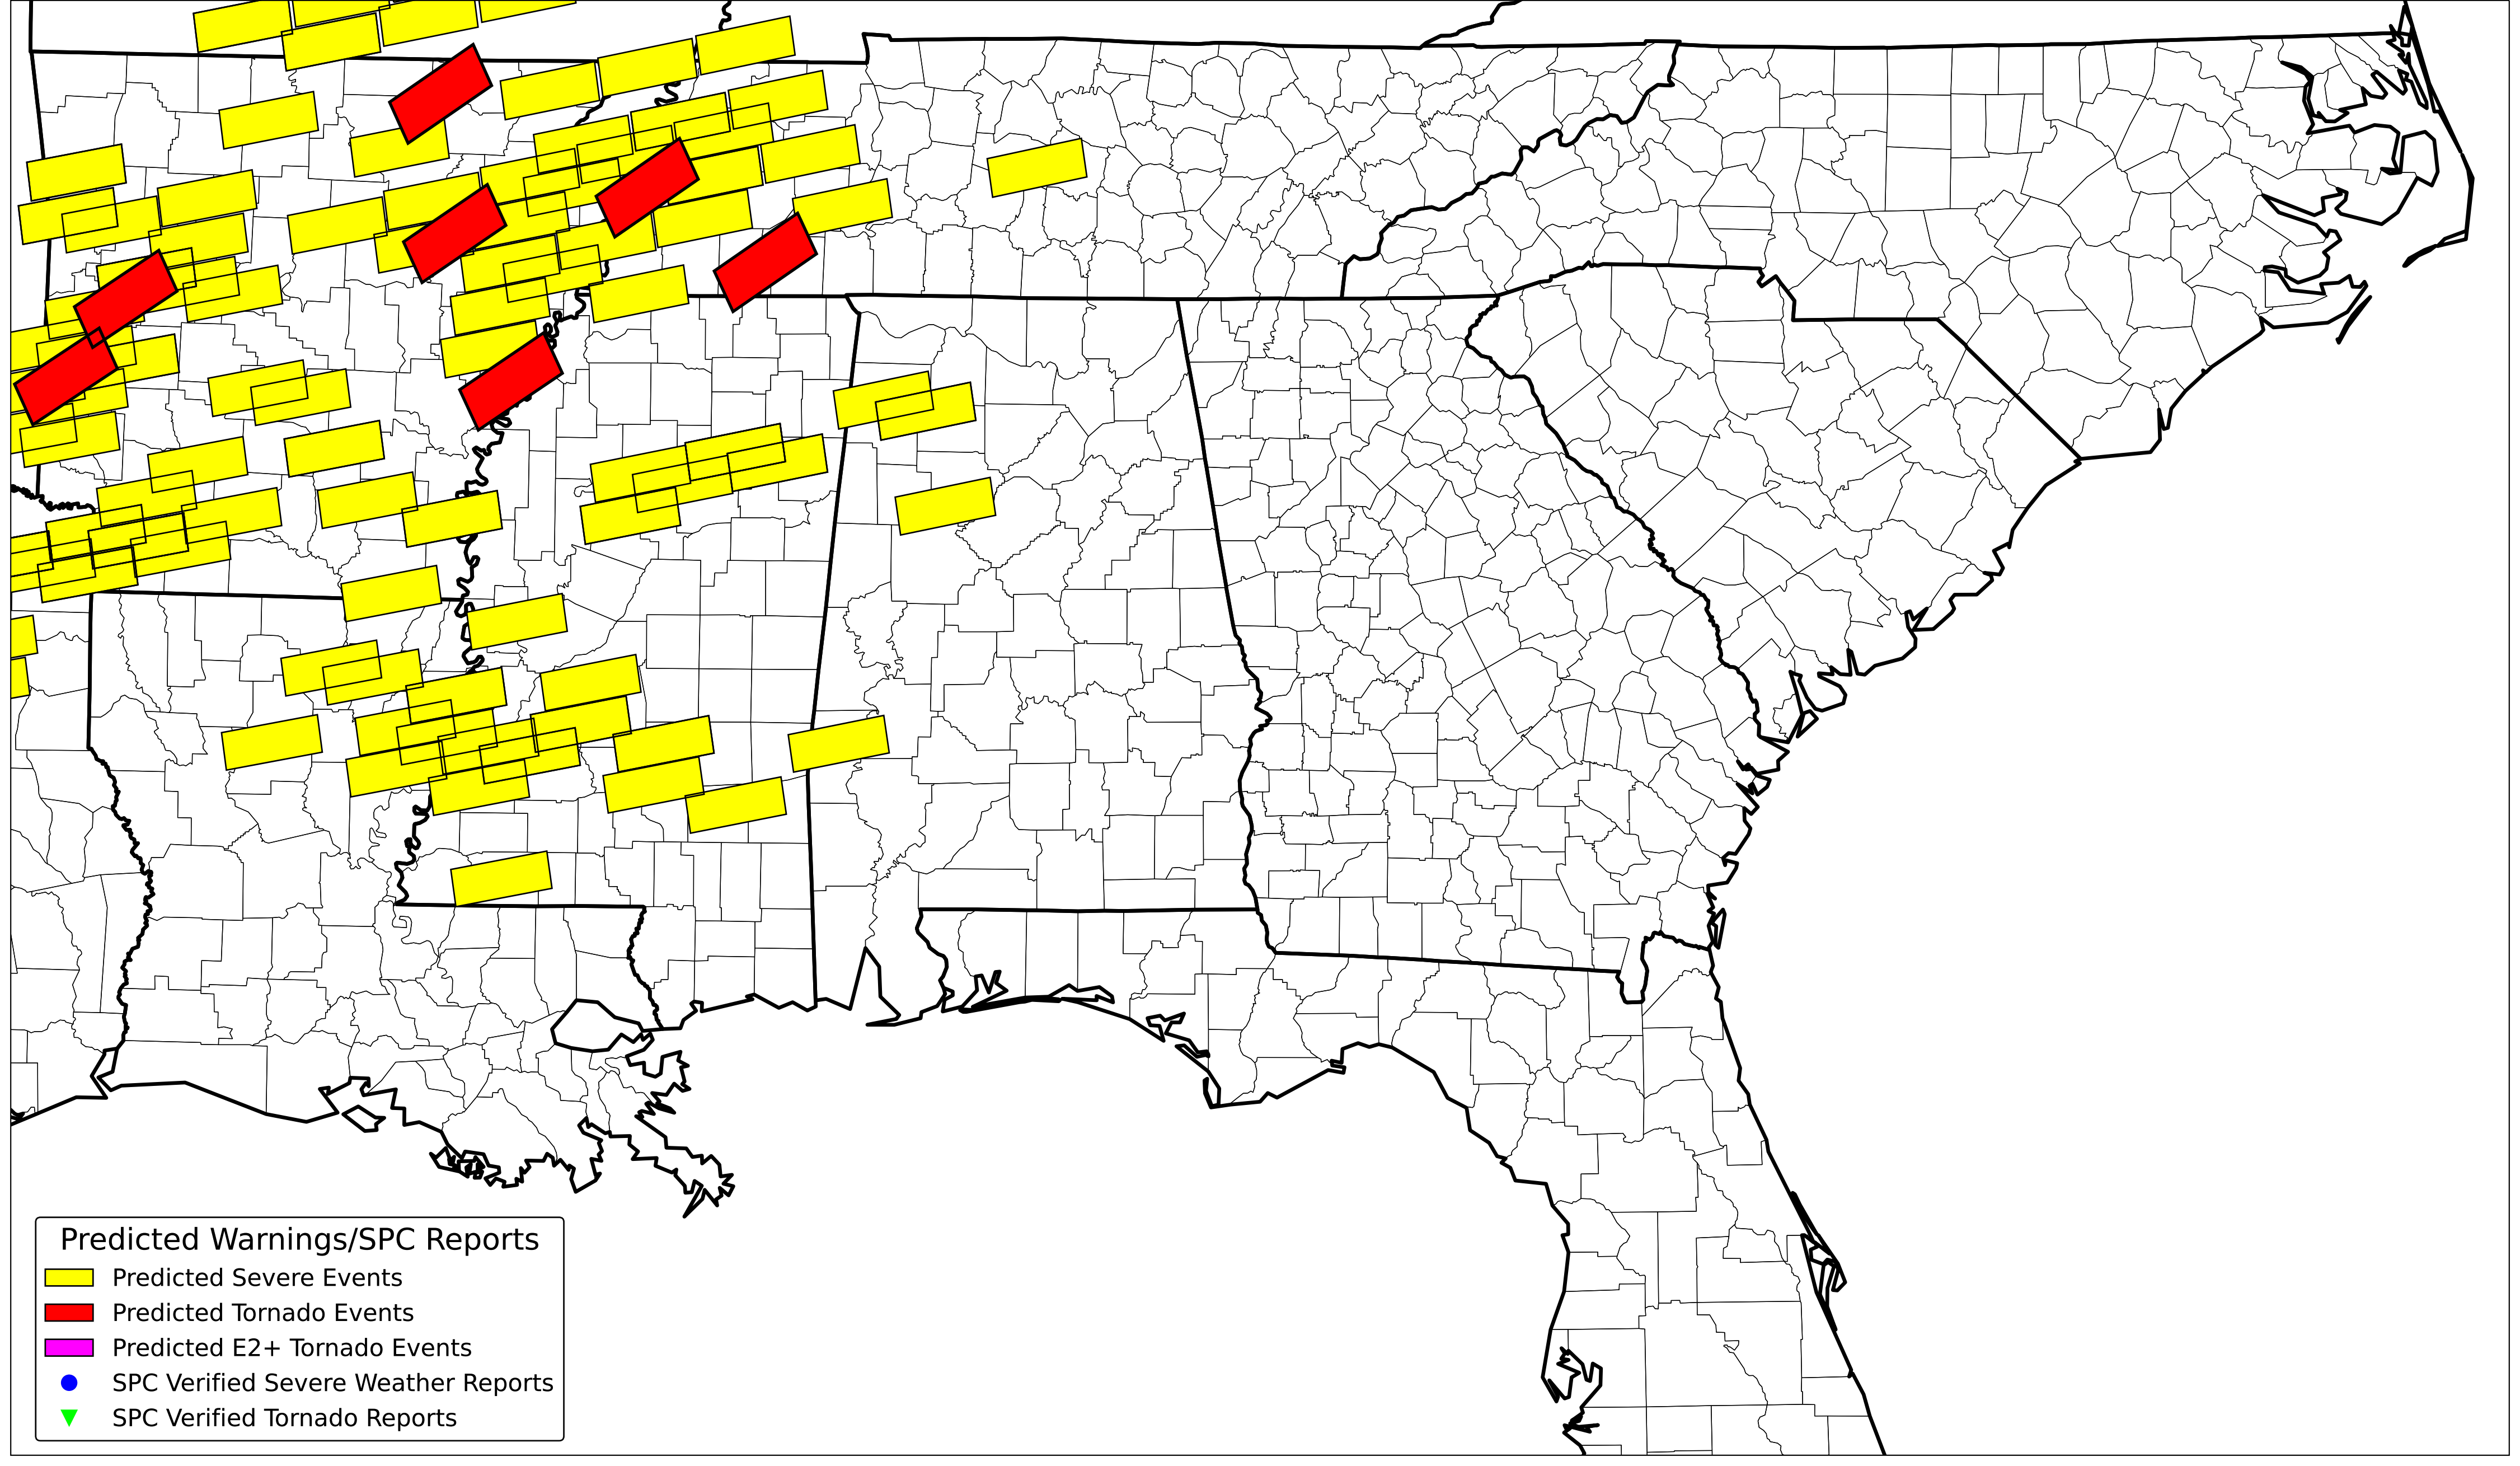 Predicted Warnings/SPC Reports
Predicted Severe Events
Predicted Tornado Events
Predicted E2+ Tornado Events
SPC Verified Severe Weather Reports
SPC Verified Tornado Reports